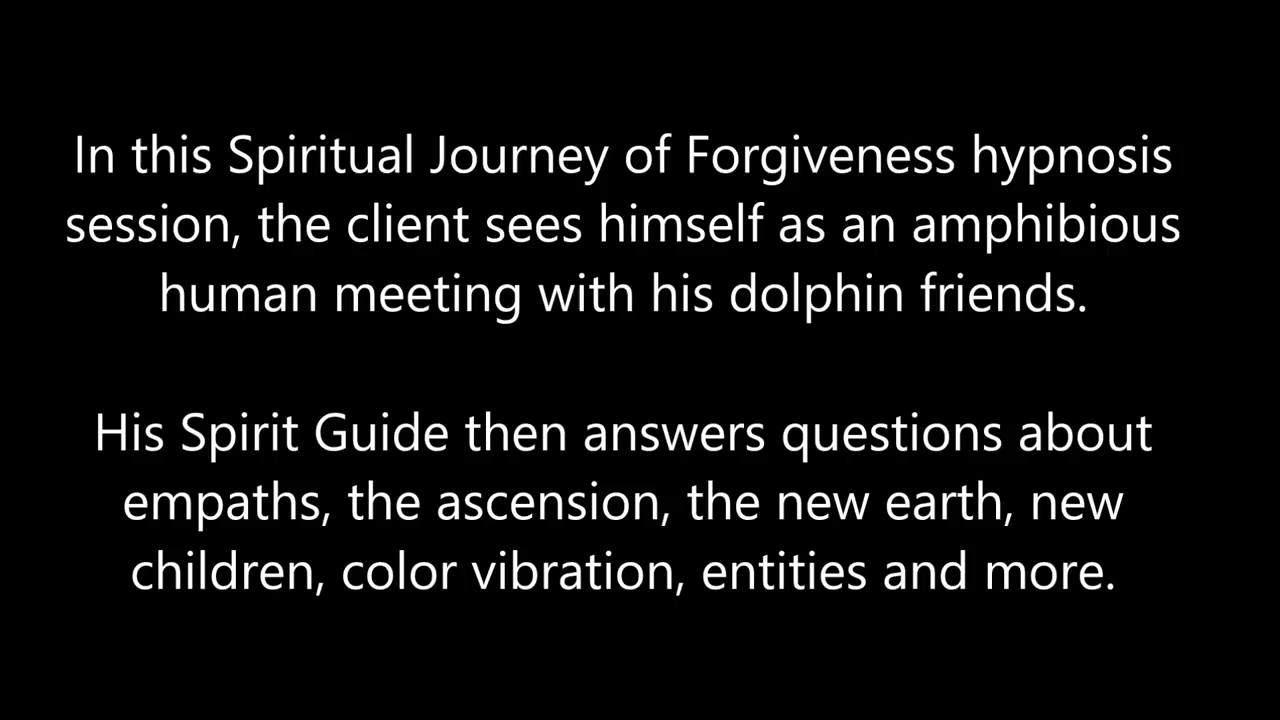 In this Spiritual Journey of Forgiveness hypnosis
session, the client sees himself as an amphibious
human meeting with his dolphin friends.
His Spirit Guide then answers questions about
empaths, the ascension, the new earth, new
children, color vibration, entities and more.